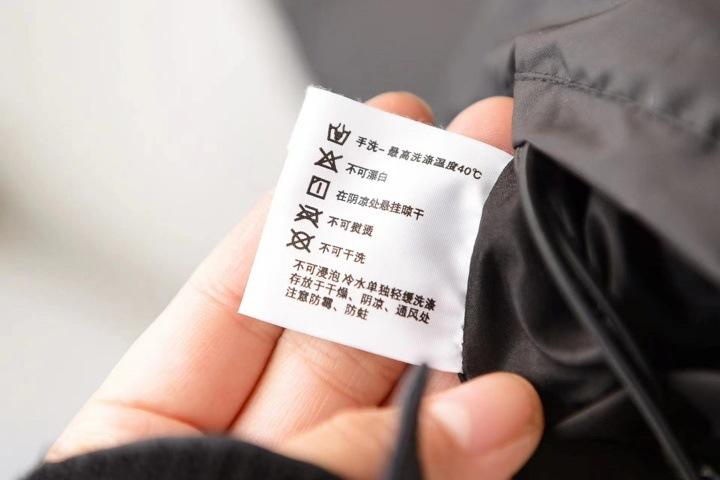 手洗-最高洗涤温度40℃
不可漂白
在阴凉处悬挂晾干
不可熨烫
不可干洗
不可浸泡 冷水单独轻缓洗涤
存放于干燥、阴凉、通风处
注意防霉、防蛀